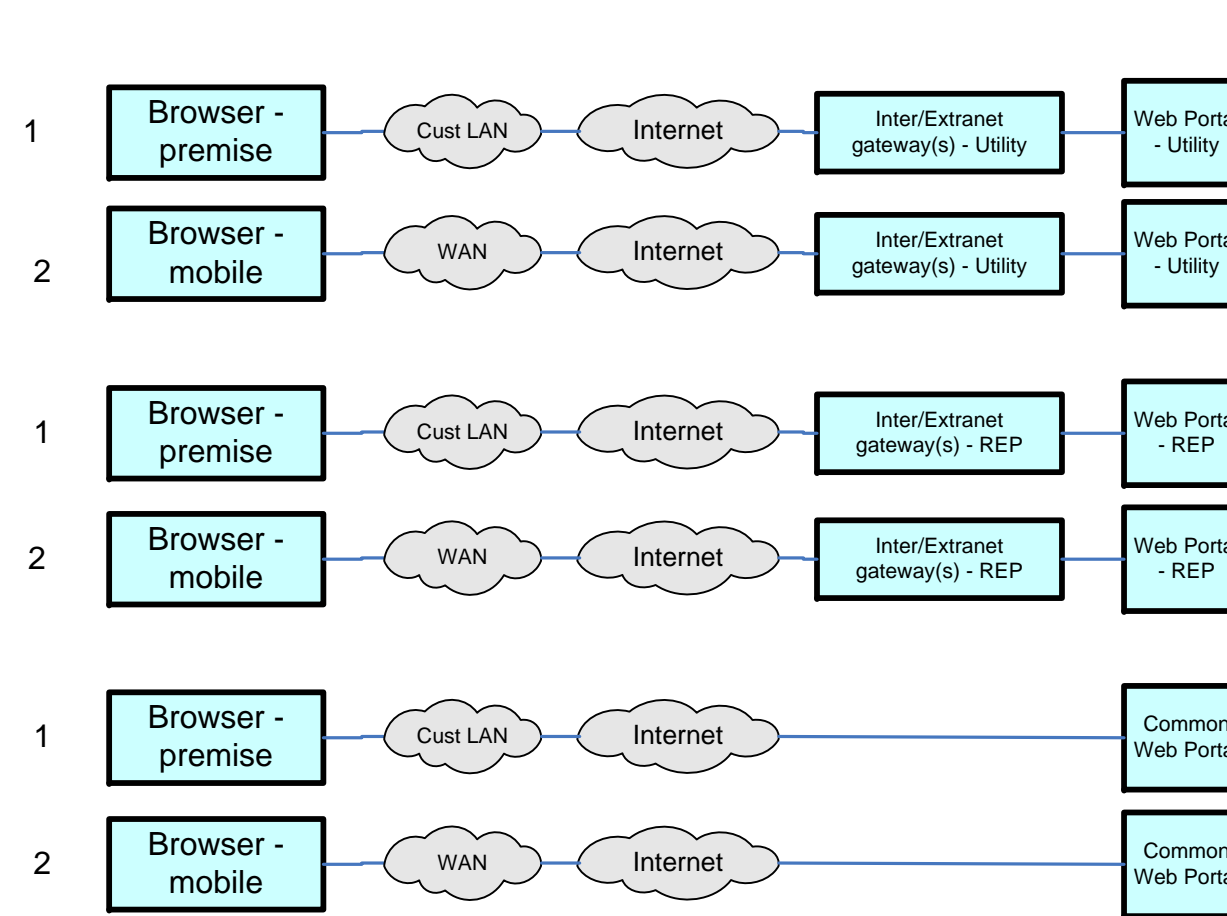 1
Browser -
premise
Cust LAN
Internet
Inter/Extranet
gateway(s) - Utility
Web Porta
- Utility
2
Browser -
mobile
WAN
Internet
Inter/Extranet
gateway(s) - Utility
Web Porta
- Utility
1
Browser -
premise
Cust LAN
Internet
Inter/Extranet
gateway(s) - REP
Web Porta
- REP
2
Browser -
mobile
WAN
Internet
Inter/Extranet
gateway(s) - REP
Web Porta
- REP
1
Browser -
premise
Cust LAN
Internet
Common
Web Porta
2
Browser -
mobile
WAN
Internet
Common
Web Porta